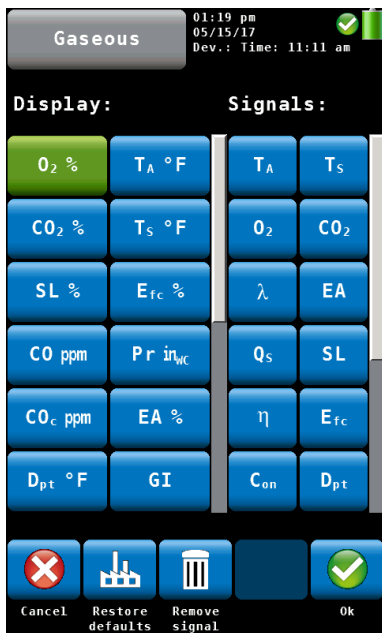 Gaseous
01:19 pm
05/15/17
Dev.: Time: 11:11 am
Display: Signals:
O₂ % Tᴀ °F Tᴀ Ts
CO₂ % Ts °F O₂ CO₂
SL % Efc % λ EA
CO ppm Pr inWC Qs SL
COc ppm EA % η Efc
Dpt °F GI Con Dpt
Cancel Restore defaults Remove signal Ok